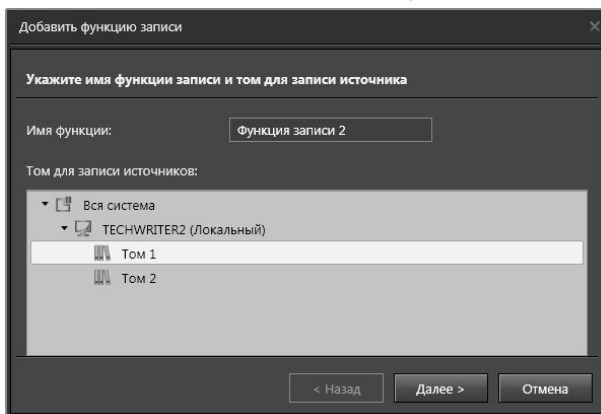 Добавить функцию записи
Укажите имя функции записи и том для записи источника
Имя функции:
Функция записи 2
Том для записи источников:
Вся система
TECHWRITER2 (Локальный)
Том 1
Том 2
< Назад
Далее >
Отмена